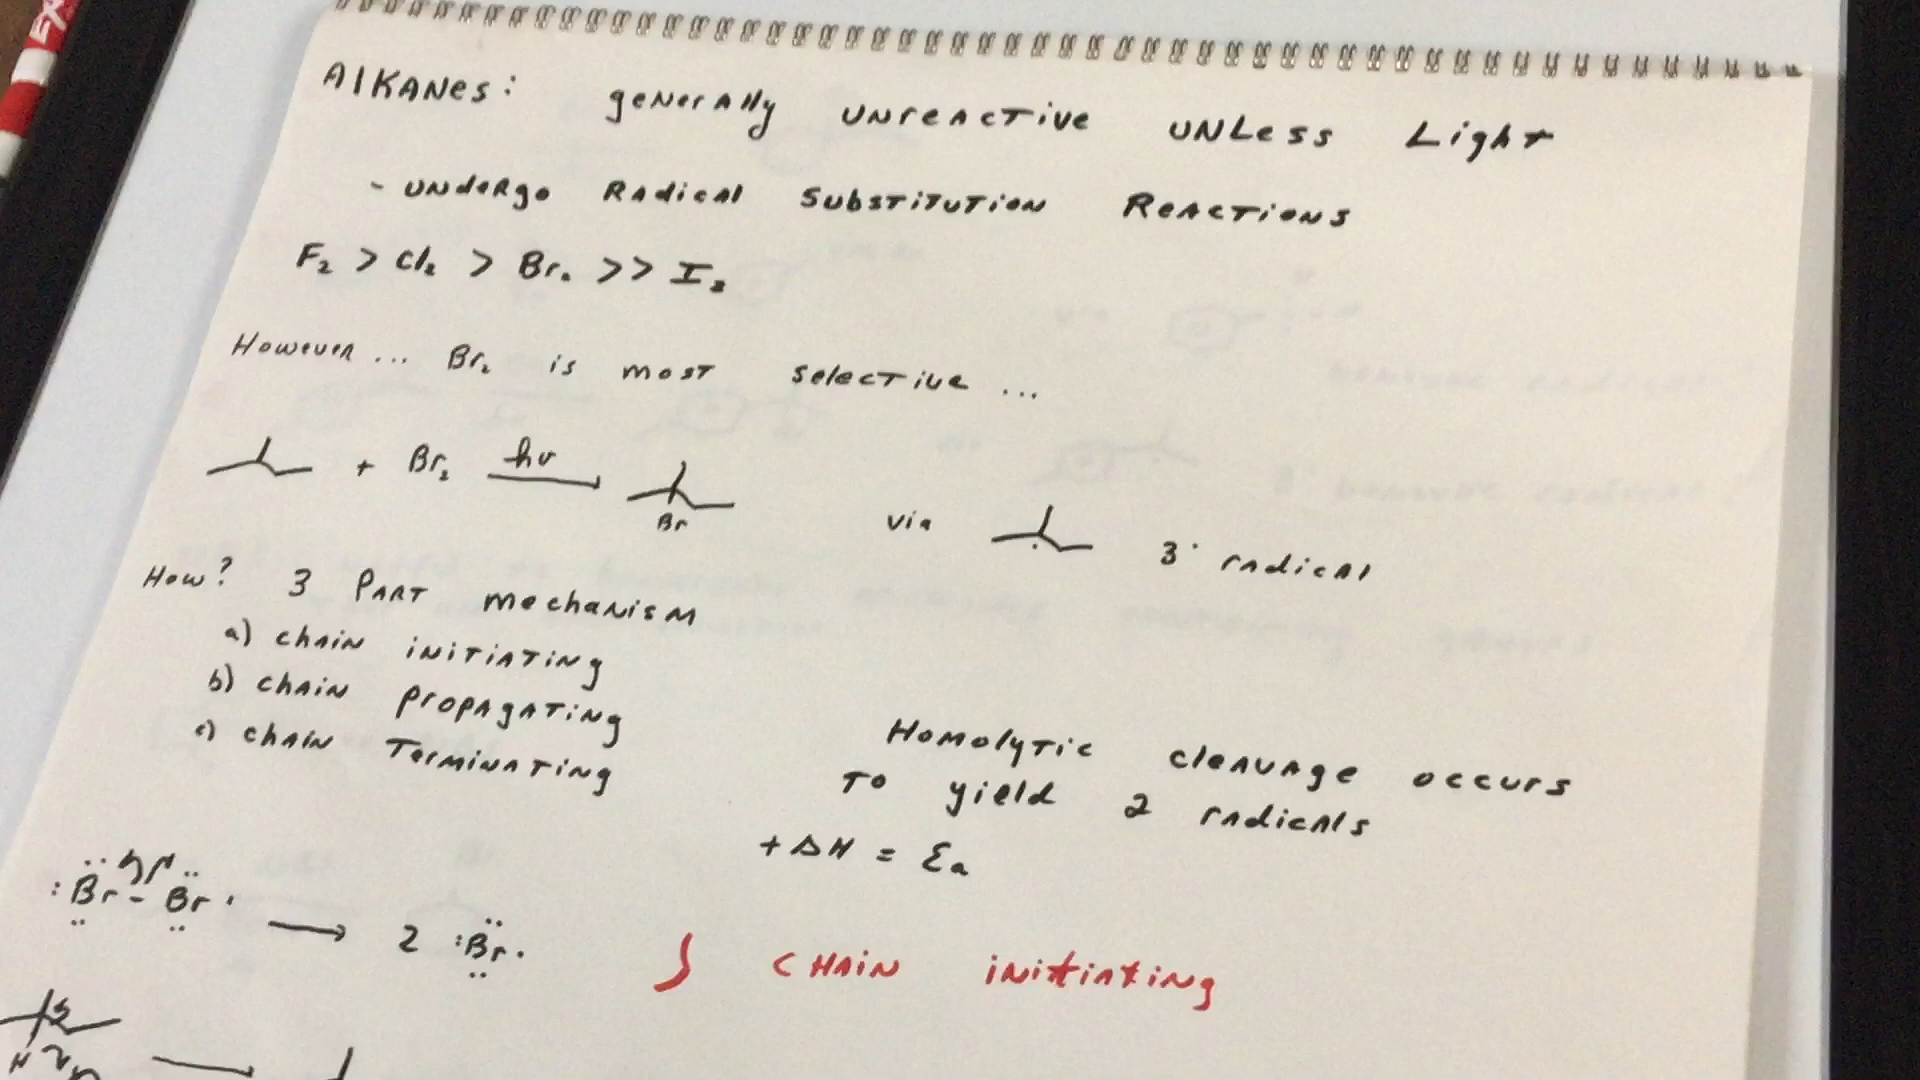 Alkanes: generally unreactive unless light
- undergo Radical Substitution Reactions
F₂ > Cl₂ > Br₂ >> I₂
However ... Br₂ is most selective ...
+ Br₂ hν Br via 3° radical
How? 3 Part mechanism
a) chain initiating
b) chain propagating
c) chain Terminating
Homolytic cleavage occurs
to yield 2 radicals
+ΔH = Ea
:Br-Br: → 2 :Br·
} chain initiating
H